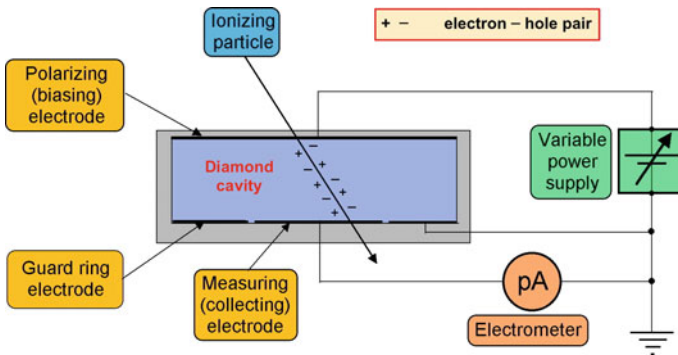 Ionizing
particle
+ − electron – hole pair
Polarizing
(biasing)
electrode
Diamond
cavity
− + − + − + − + − + −
Variable
power
supply
Guard ring
electrode
Measuring
(collecting)
electrode
pA
Electrometer